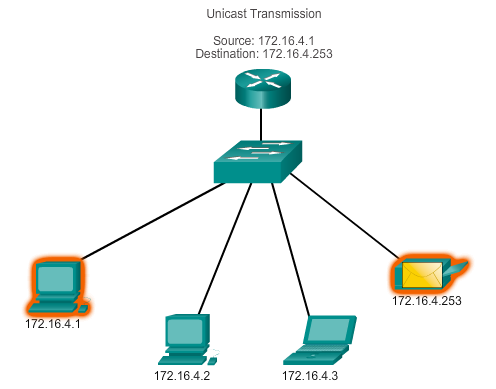 Unicast Transmission
Source: 172.16.4.1
Destination: 172.16.4.253
172.16.4.253
172.16.4.1
172.16.4.2
172.16.4.3